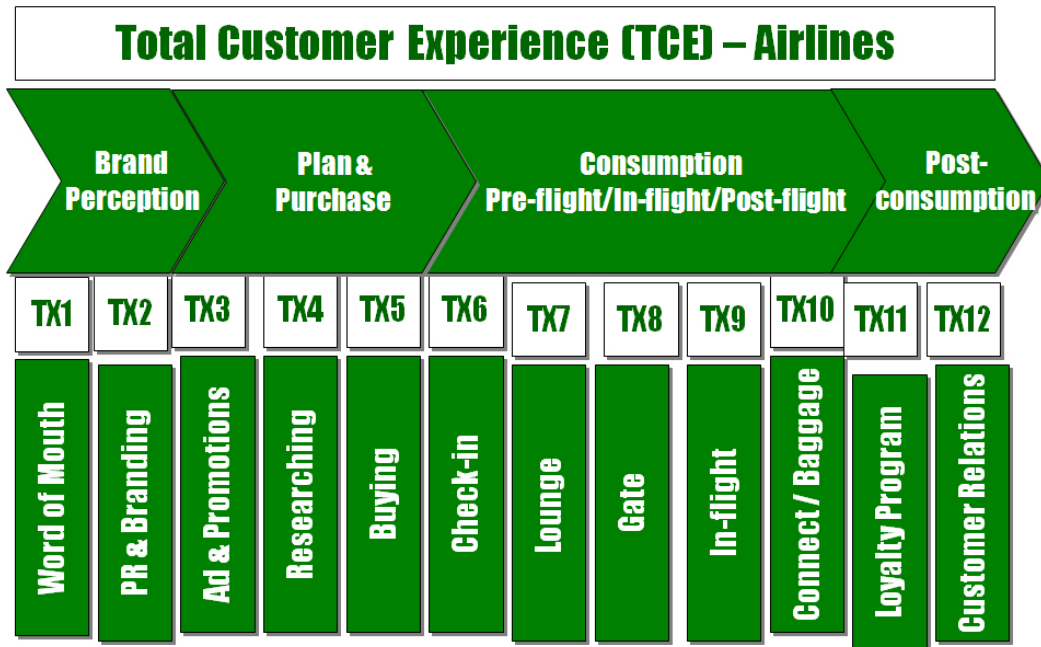 Total Customer Experience (TCE) – Airlines
Brand
Perception
Plan &
Purchase
Consumption
Pre-flight/In-flight/Post-flight
Post-
consumption
TX1
TX2
TX3
TX4
TX5
TX6
TX7
TX8
TX9
TX10
TX11
TX12
Word of Mouth
PR & Branding
Ad & Promotions
Researching
Buying
Check-in
Lounge
Gate
In-flight
Connect / Baggage
Loyalty Program
Customer Relations